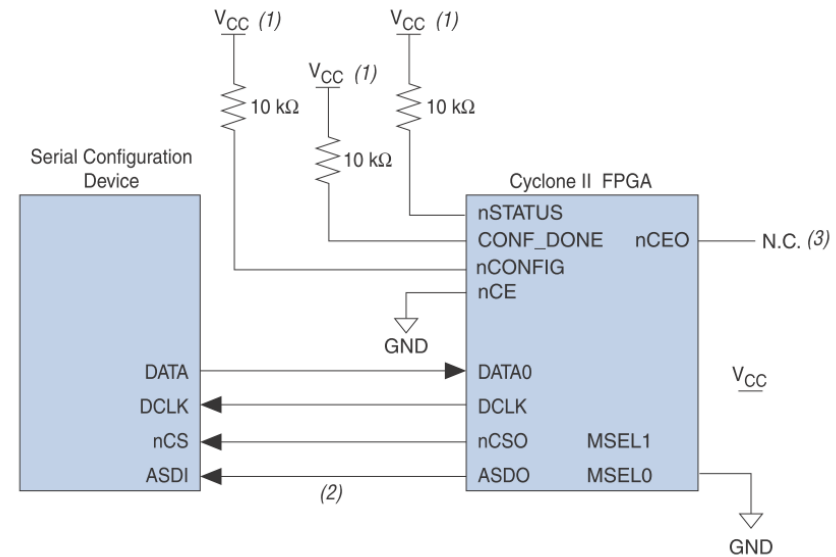 VCC (1)
VCC (1)
VCC (1)
10 kΩ
10 kΩ
10 kΩ
Serial Configuration
Device
Cyclone II FPGA
nSTATUS
CONF_DONE
nCEO
N.C. (3)
nCONFIG
nCE
GND
DATA
DATA0
VCC
DCLK
DCLK
nCS
nCSO
MSEL1
ASDI
ASDO
MSEL0
(2)
GND